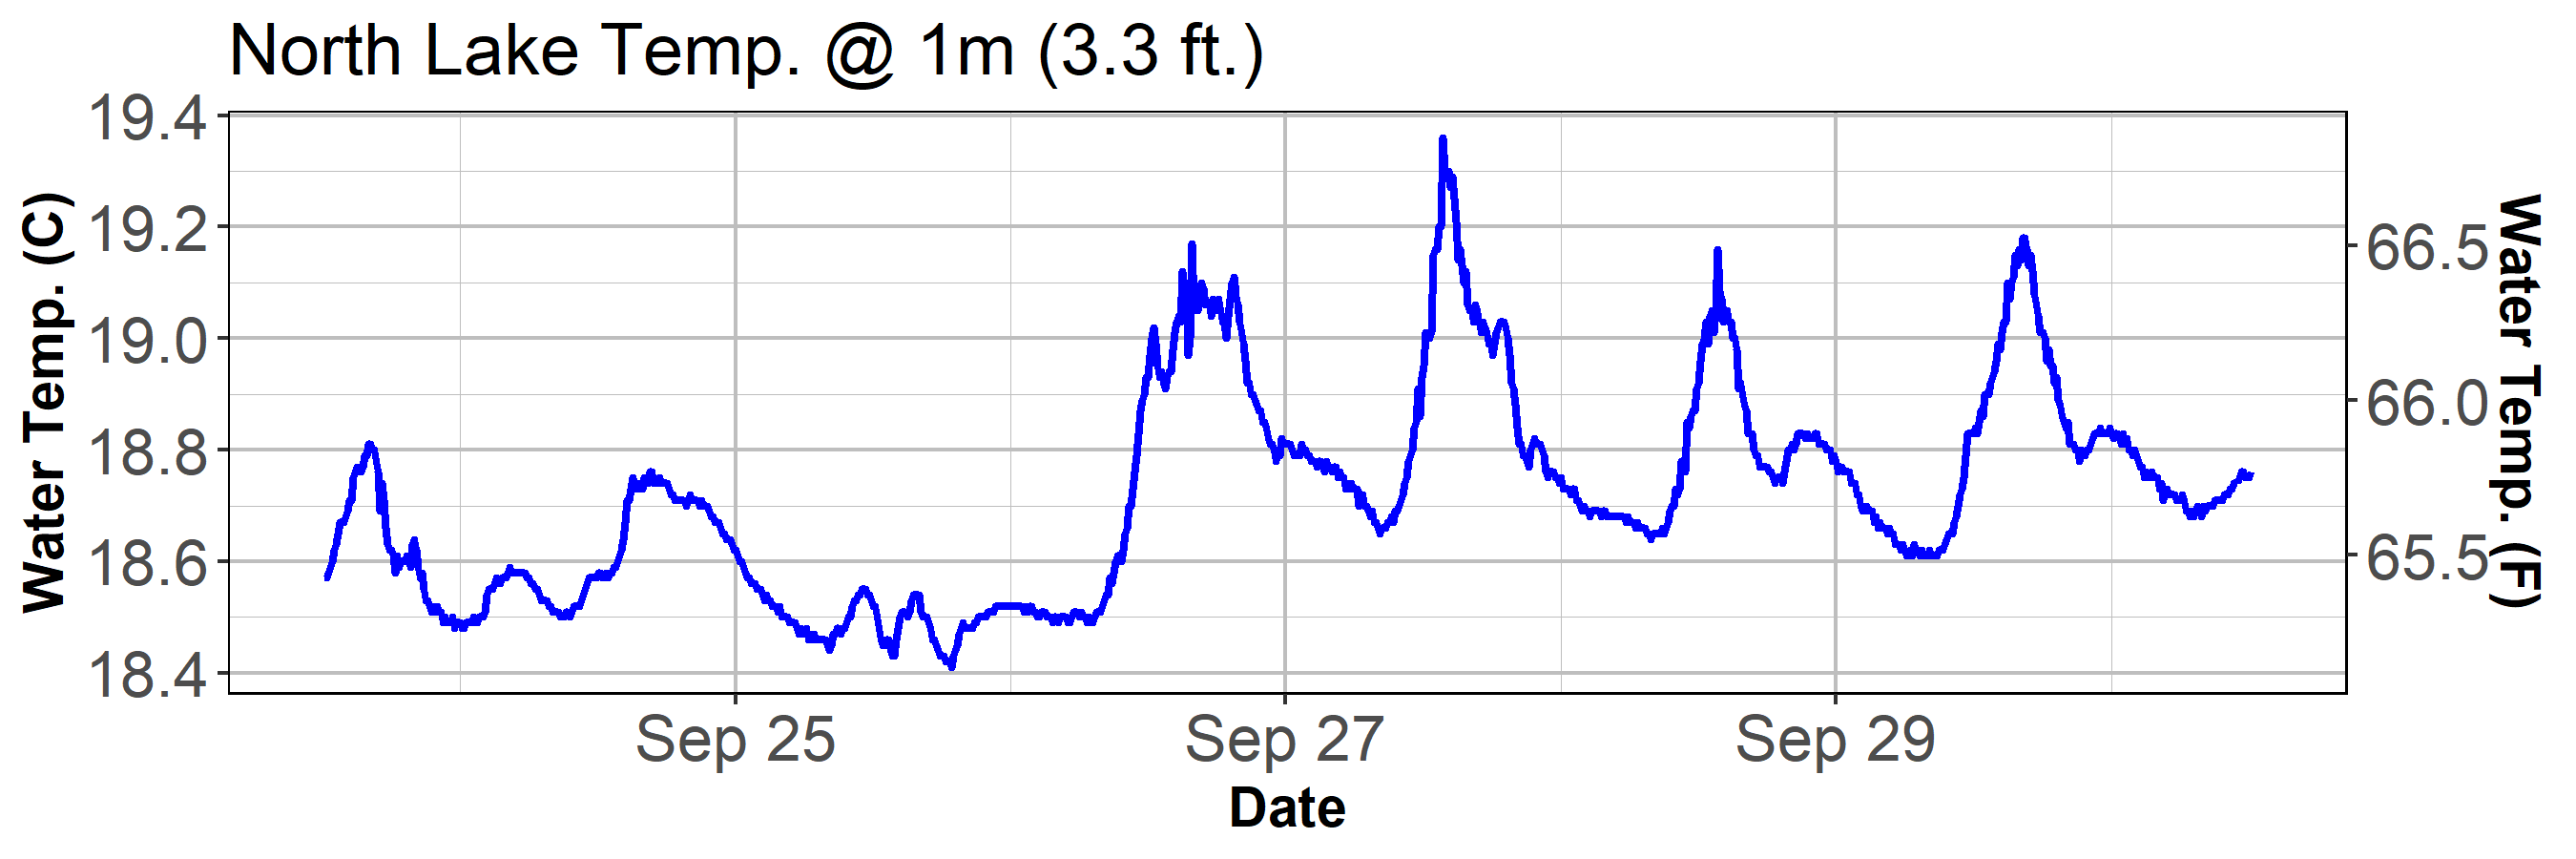 North Lake Temp. @ 1m (3.3 ft.)
Water Temp. (C)
19.4
19.2
19.0
18.8
18.6
18.4
66.5
66.0
65.5
Water Temp. (F)
Sep 25
Sep 27
Sep 29
Date